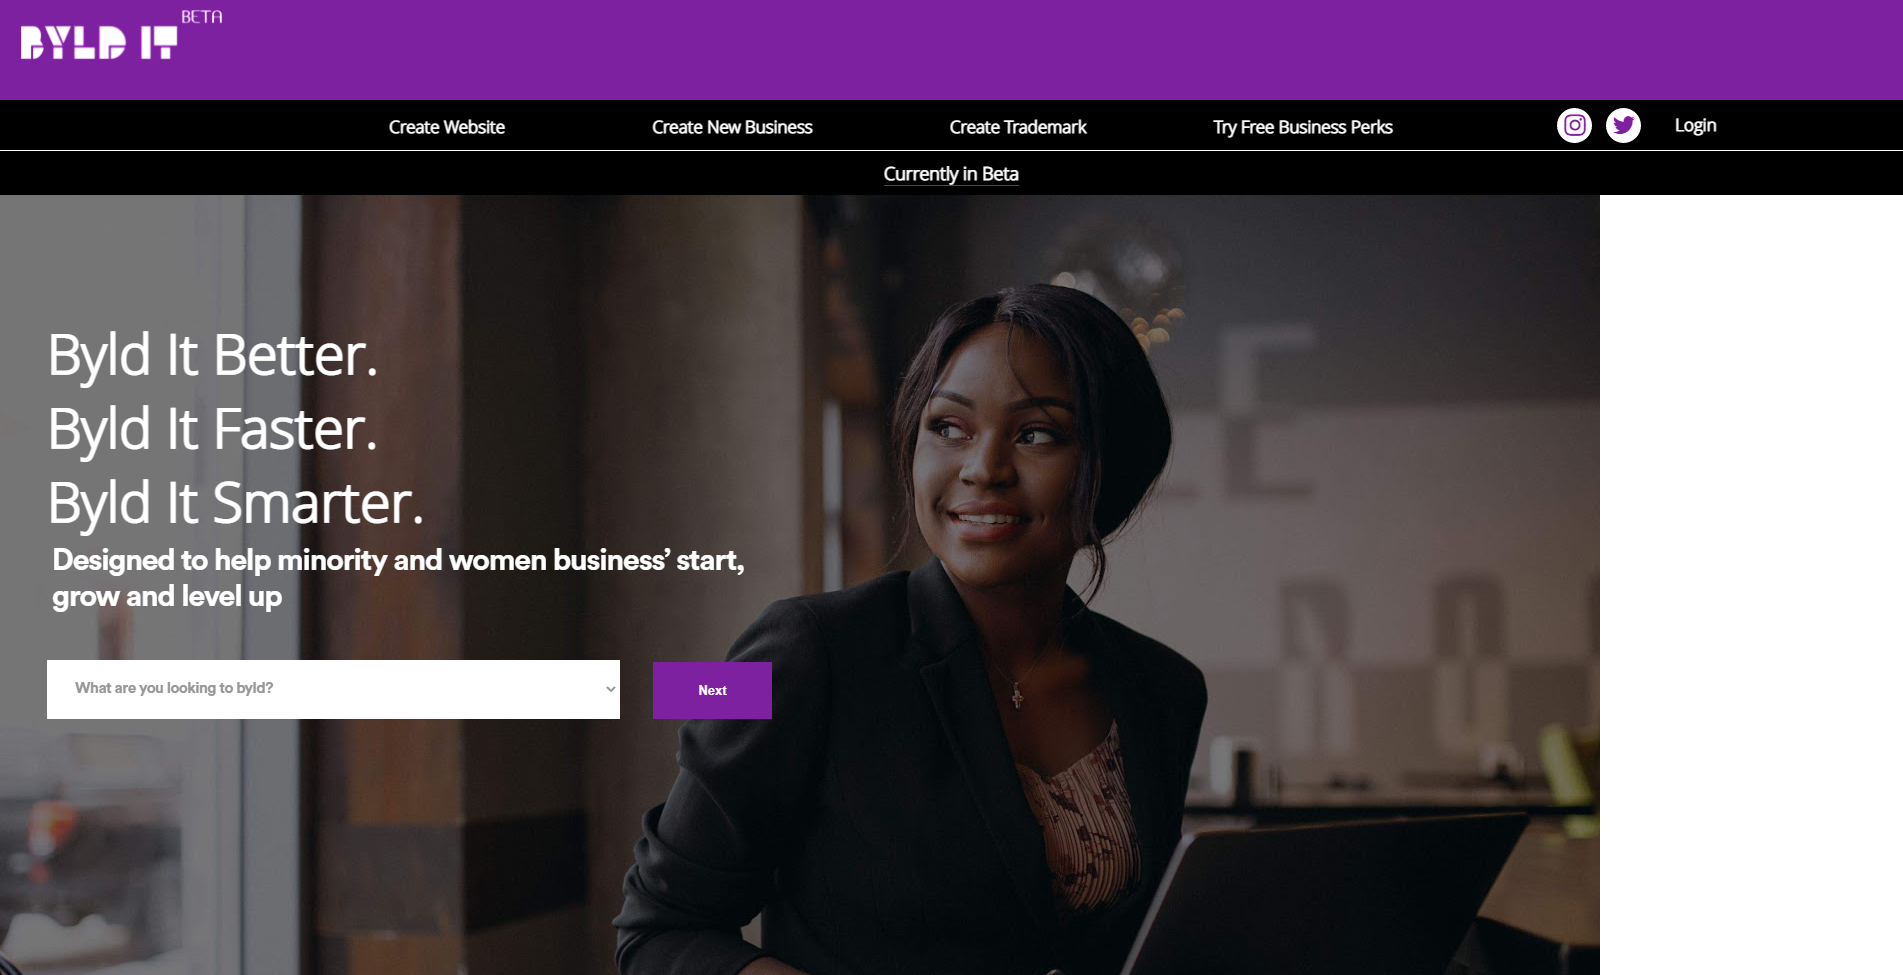 BYLD IT BETA
Create Website
Create New Business
Create Trademark
Try Free Business Perks
Login
Currently in Beta
Byld It Better.
Byld It Faster.
Byld It Smarter.
Designed to help minority and women business’ start,
grow and level up
What are you looking to byld?
Next